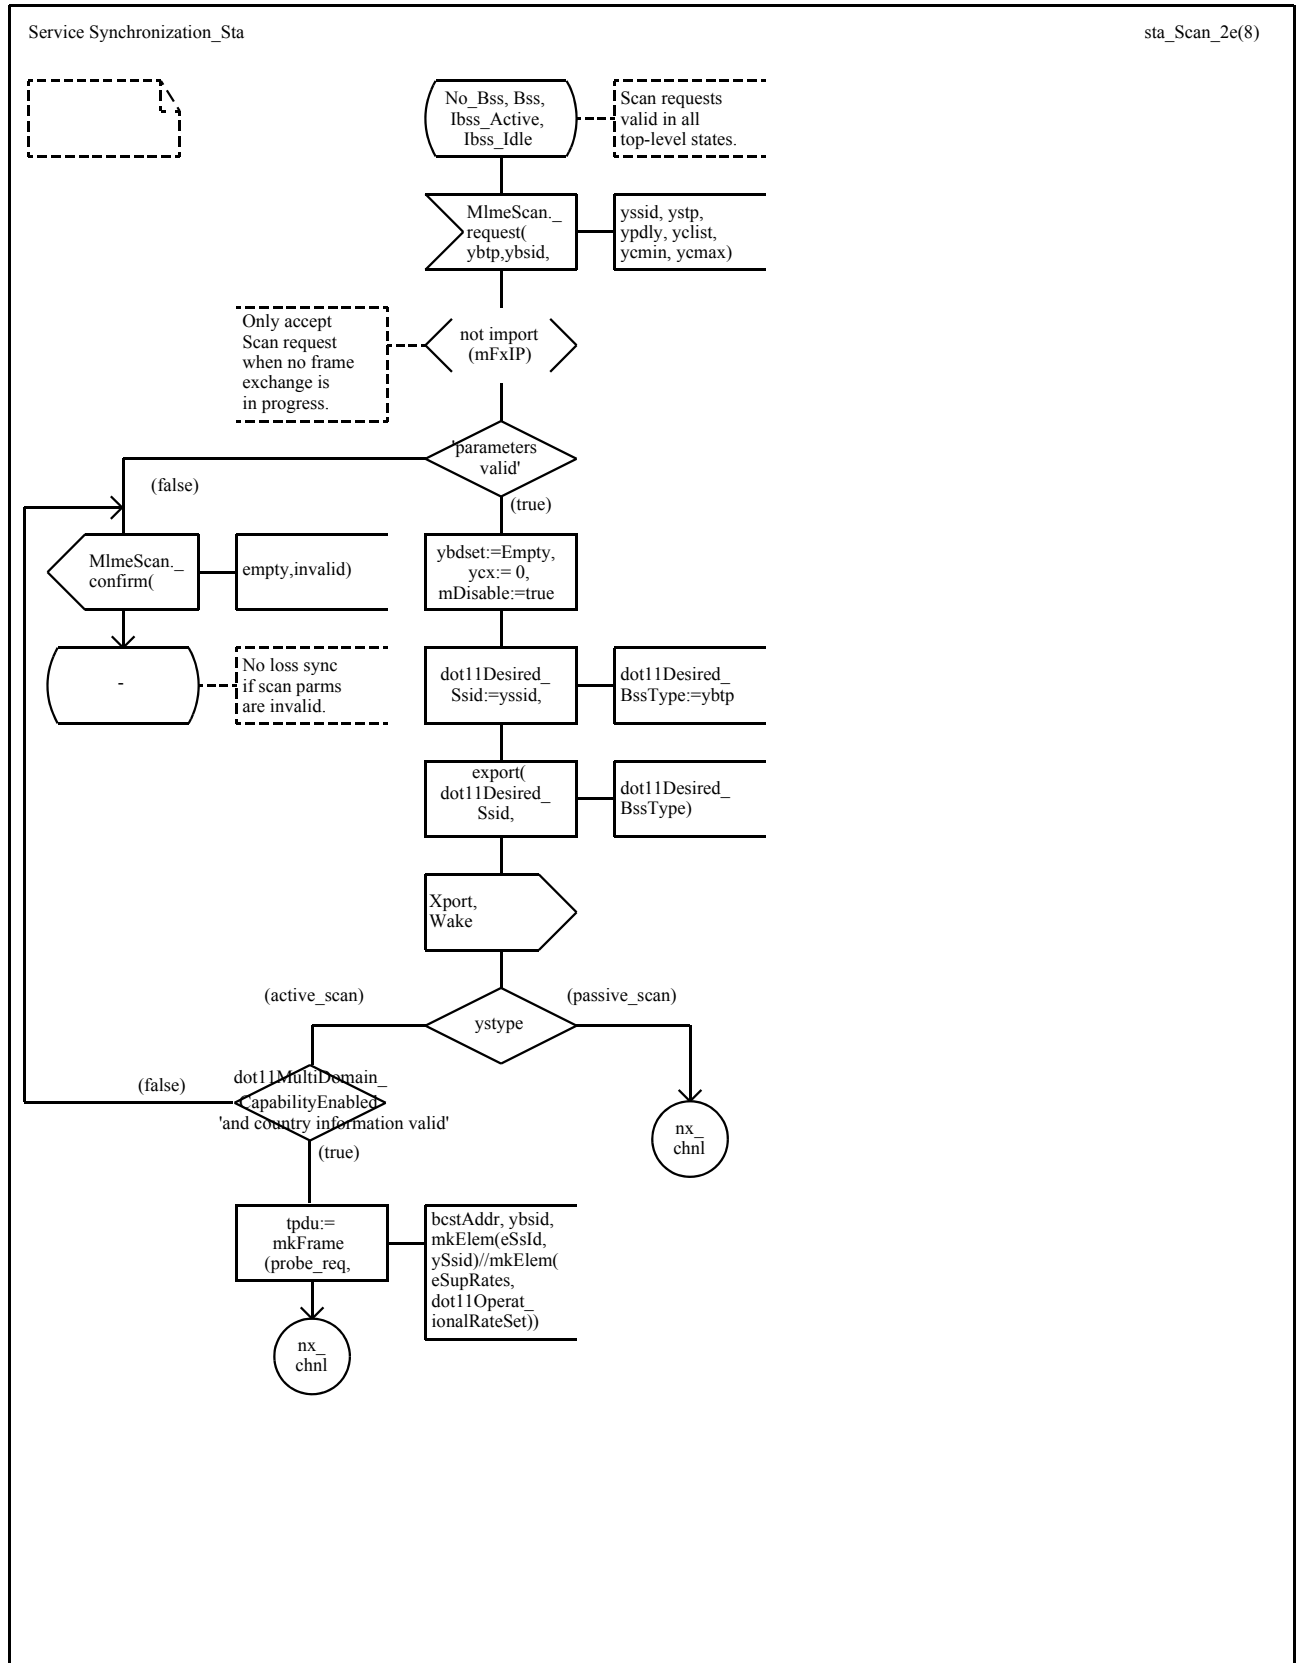 Service Synchronization_Sta
sta_Scan_2e(8)
No_Bss, Bss,
Ibss_Active,
Ibss_Idle
Scan requests
valid in all
top-level states.
MlmeScan._
request(
ybtp,ybsid,
yssid, ystp,
ypdly, yclist,
ycmin, ycmax)
Only accept
Scan request
when no frame
exchange is
in progress.
not import
(mFxIP)
'parameters
valid'
(false)
(true)
MlmeScan._
confirm(
empty,invalid)
ybdset:=Empty,
ycx:= 0,
mDisable:=true
-
No loss sync
if scan parms
are invalid.
dot11Desired_
Ssid:=yssid,
dot11Desired_
BssType:=ybtp
export(
dot11Desired_
Ssid,
dot11Desired_
BssType)
Xport,
Wake
(active_scan)
(passive_scan)
ystype
(false)
dot11MultiDomain_
CapabilityEnabled
'and country information valid'
(true)
nx_
chnl
tpdu:=
mkFrame
(probe_req,
bcstAddr, ybsid,
mkElem(eSsId,
ySsid)//mkElem(
eSupRates,
dot11Operat_
ionalRateSet))
nx_
chnl